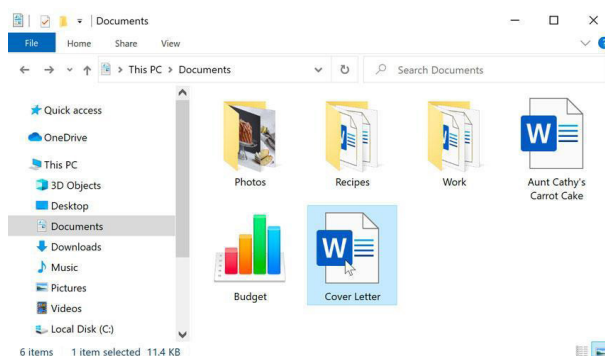 Documents
File Home Share View
This PC > Documents
Search Documents
Quick access
OneDrive
This PC
3D Objects
Desktop
Documents
Downloads
Music
Pictures
Videos
Local Disk (C:)
Photos
Recipes
Work
Aunt Cathy's
Carrot Cake
Budget
Cover Letter
W
W
6 items 1 item selected 11.4 KB